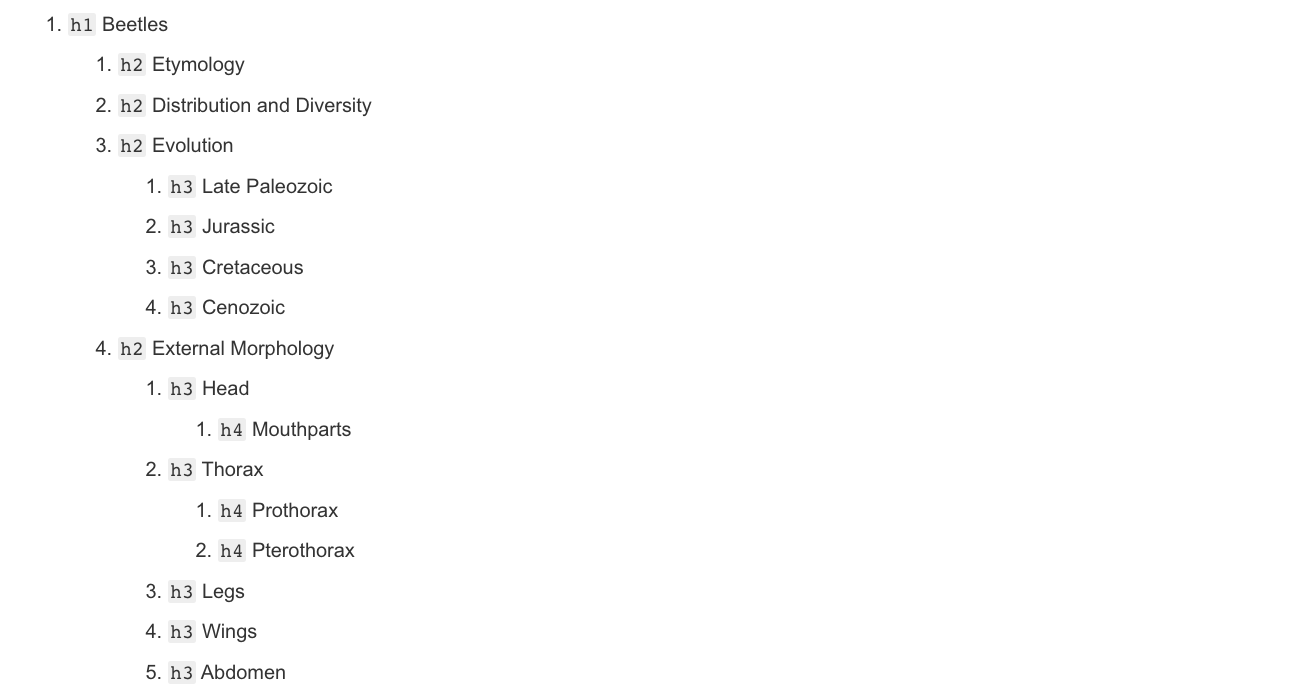 1. h1 Beetles
1. h2 Etymology
2. h2 Distribution and Diversity
3. h2 Evolution
1. h3 Late Paleozoic
2. h3 Jurassic
3. h3 Cretaceous
4. h3 Cenozoic
4. h2 External Morphology
1. h3 Head
1. h4 Mouthparts
2. h3 Thorax
1. h4 Prothorax
2. h4 Pterothorax
3. h3 Legs
4. h3 Wings
5. h3 Abdomen